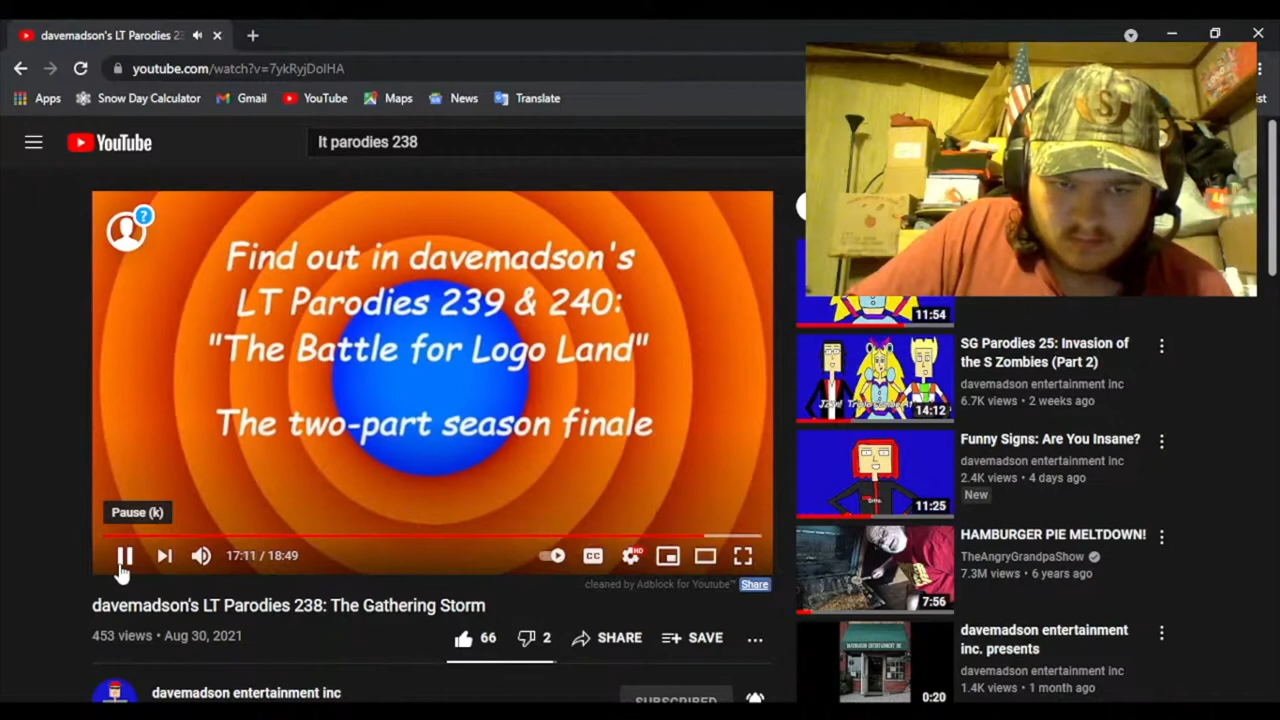 davemadson's LT Parodies 23
youtube.com/watch?v=7ykRyjDoIHA
Apps Snow Day Calculator Gmail YouTube Maps News Translate
YouTube
lt parodies 238
?
Find out in davemadson's
LT Parodies 239 & 240:
"The Battle for Logo Land"
The two-part season finale
Pause (k)
17:11 / 18:49
CC HD
cleaned by Adblock for Youtube™ Share
davemadson's LT Parodies 238: The Gathering Storm
453 views • Aug 30, 2021
66 2 SHARE SAVE
davemadson entertainment inc
SUBSCRIBED
S
11:54
14:12
SG Parodies 25: Invasion of
the S Zombies (Part 2)
davemadson entertainment inc
6.7K views • 2 weeks ago
11:25
Funny Signs: Are You Insane?
davemadson entertainment inc
2.4K views • 4 days ago
New
7:56
HAMBURGER PIE MELTDOWN!
TheAngryGrandpaShow
7.3M views • 6 years ago
0:20
davemadson entertainment
inc. presents
davemadson entertainment inc
1.4K views • 1 month ago